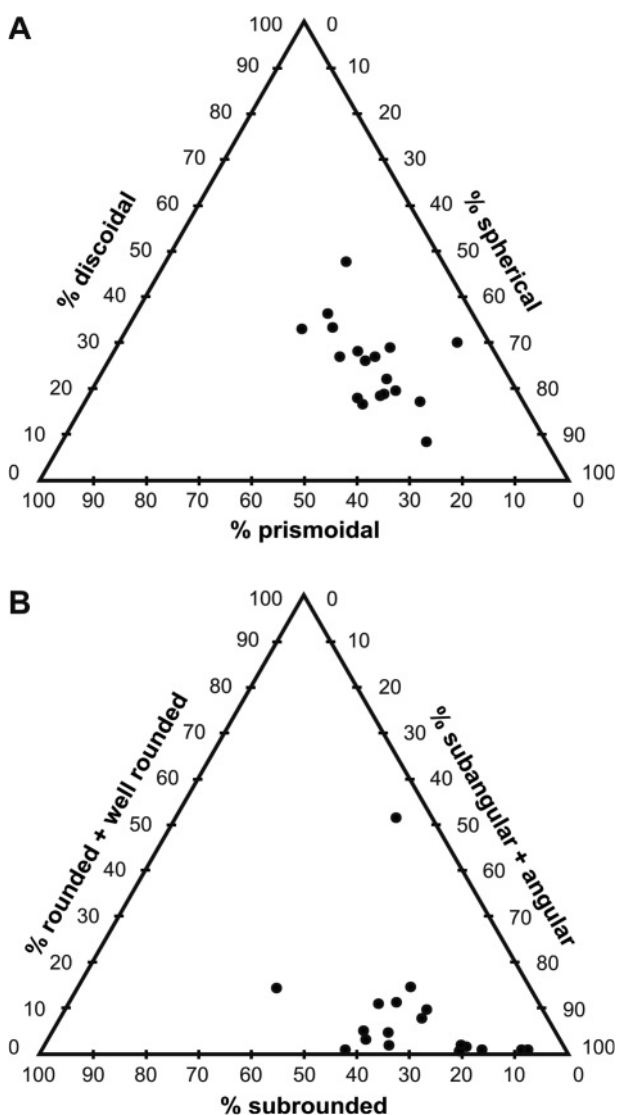 A
100 0
90 10
80 20
70 30
60 40
50 50
40 60
30 70
20 80
10 90
0 100
% discoidal
% spherical
100 90 80 70 60 50 40 30 20 10 0
% prismoidal
B
100 0
90 10
80 20
70 30
60 40
50 50
40 60
30 70
20 80
10 90
0 100
% rounded + well rounded
% subangular + angular
100 90 80 70 60 50 40 30 20 10 0
% subrounded